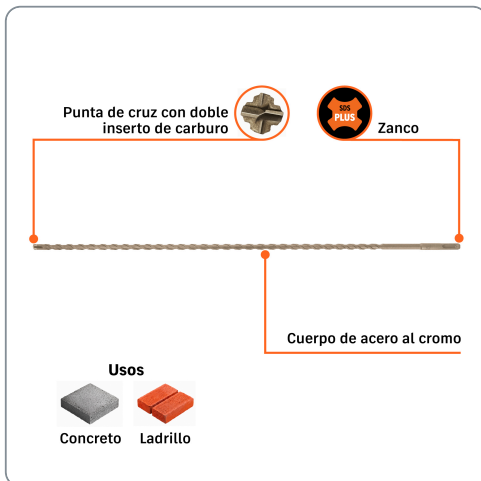 Punta de cruz con doble
inserto de carburo
SDS
PLUS
Zanco
Cuerpo de acero al cromo
Usos
Concreto
Ladrillo